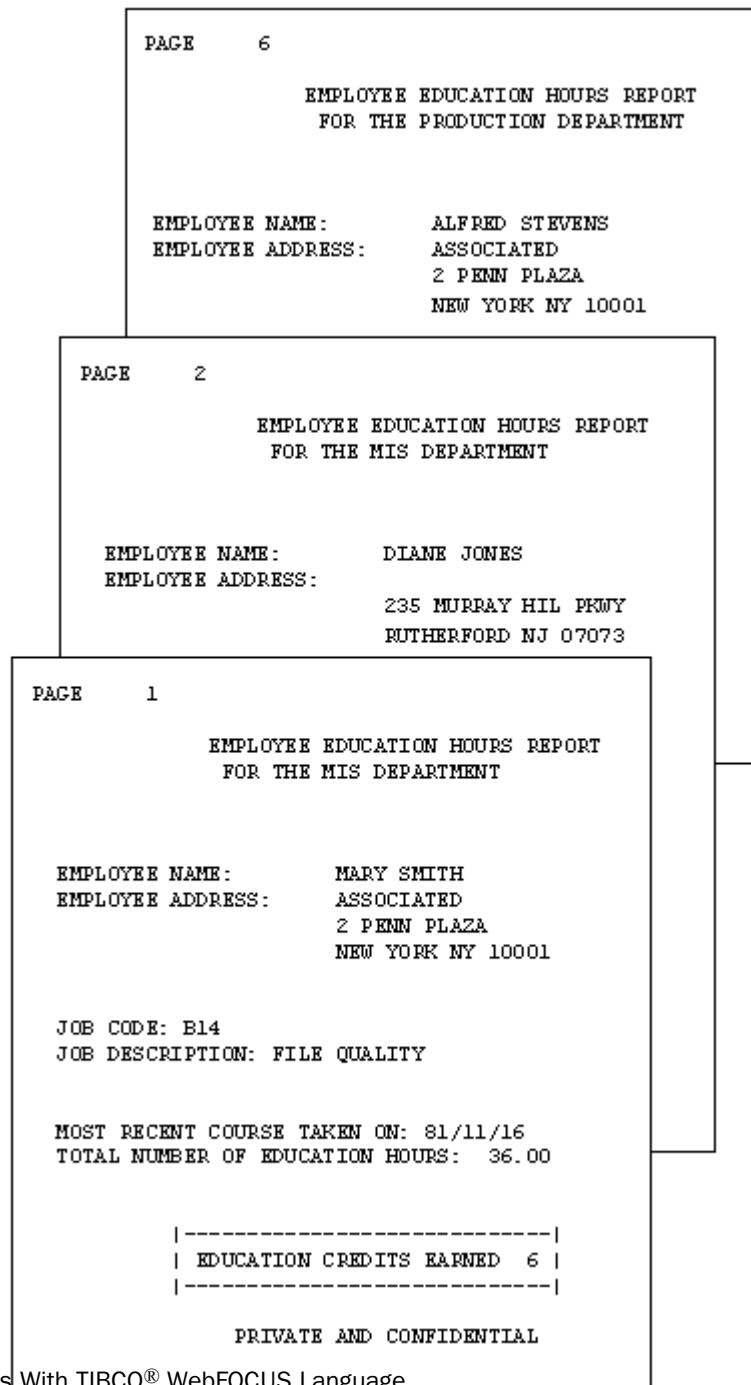 PAGE 6
EMPLOYEE EDUCATION HOURS REPORT
FOR THE PRODUCTION DEPARTMENT
EMPLOYEE NAME: ALFRED STEVENS
EMPLOYEE ADDRESS: ASSOCIATED
2 PENN PLAZA
NEW YORK NY 10001
PAGE 2
EMPLOYEE EDUCATION HOURS REPORT
FOR THE MIS DEPARTMENT
EMPLOYEE NAME: DIANE JONES
EMPLOYEE ADDRESS:
235 MURRAY HIL PKWY
RUTHERFORD NJ 07073
PAGE 1
EMPLOYEE EDUCATION HOURS REPORT
FOR THE MIS DEPARTMENT
EMPLOYEE NAME: MARY SMITH
EMPLOYEE ADDRESS: ASSOCIATED
2 PENN PLAZA
NEW YORK NY 10001
JOB CODE: B14
JOB DESCRIPTION: FILE QUALITY
MOST RECENT COURSE TAKEN ON: 81/11/16
TOTAL NUMBER OF EDUCATION HOURS: 36.00
|-----------------------------|
| EDUCATION CREDITS EARNED 6 |
|-----------------------------|
PRIVATE AND CONFIDENTIAL
s With TIBCO® WebFOCUS Language